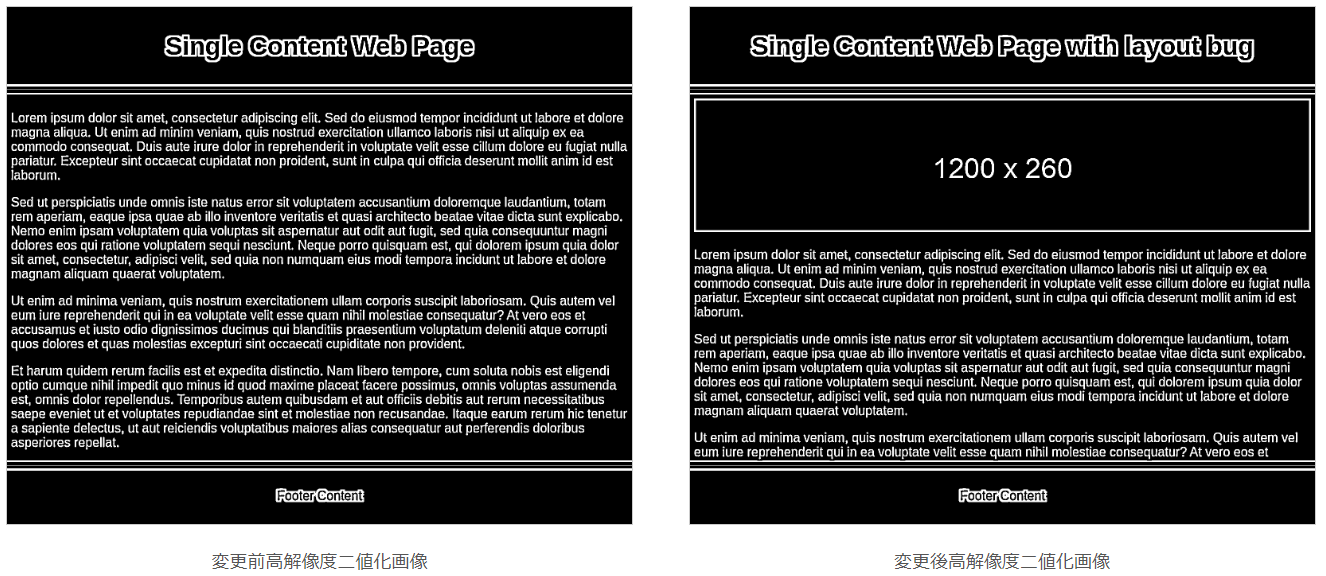 Single Content Web Page
Lorem ipsum dolor sit amet, consectetur adipiscing elit. Sed do eiusmod tempor incididunt ut labore et dolore
magna aliqua. Ut enim ad minim veniam, quis nostrud exercitation ullamco laboris nisi ut aliquip ex ea
commodo consequat. Duis aute irure dolor in reprehenderit in voluptate velit esse cillum dolore eu fugiat nulla
pariatur. Excepteur sint occaecat cupidatat non proident, sunt in culpa qui officia deserunt mollit anim id est
laborum.
Sed ut perspiciatis unde omnis iste natus error sit voluptatem accusantium doloremque laudantium, totam
rem aperiam, eaque ipsa quae ab illo inventore veritatis et quasi architecto beatae vitae dicta sunt explicabo.
Nemo enim ipsam voluptatem quia voluptas sit aspernatur aut odit aut fugit, sed quia consequuntur magni
dolores eos qui ratione voluptatem sequi nesciunt. Neque porro quisquam est, qui dolorem ipsum quia dolor
sit amet, consectetur, adipisci velit, sed quia non numquam eius modi tempora incidunt ut labore et dolore
magnam aliquam quaerat voluptatem.
Ut enim ad minima veniam, quis nostrum exercitationem ullam corporis suscipit laboriosam. Quis autem vel
eum iure reprehenderit qui in ea voluptate velit esse quam nihil molestiae consequatur? At vero eos et
accusamus et iusto odio dignissimos ducimus qui blanditiis praesentium voluptatum deleniti atque corrupti
quos dolores et quas molestias excepturi sint occaecati cupiditate non provident.
Et harum quidem rerum facilis est et expedita distinctio. Nam libero tempore, cum soluta nobis est eligendi
optio cumque nihil impedit quo minus id quod maxime placeat facere possimus, omnis voluptas assumenda
est, omnis dolor repellendus. Temporibus autem quibusdam et aut officiis debitis aut rerum necessitatibus
saepe eveniet ut et voluptates repudiandae sint et molestiae non recusandae. Itaque earum rerum hic tenetur
a sapiente delectus, ut aut reiciendis voluptatibus maiores alias consequatur aut perferendis doloribus
asperiores repellat.
Footer Content
変更前高解像度二値化画像
Single Content Web Page with layout bug
1200 x 260
Lorem ipsum dolor sit amet, consectetur adipiscing elit. Sed do eiusmod tempor incididunt ut labore et dolore
magna aliqua. Ut enim ad minim veniam, quis nostrud exercitation ullamco laboris nisi ut aliquip ex ea
commodo consequat. Duis aute irure dolor in reprehenderit in voluptate velit esse cillum dolore eu fugiat nulla
pariatur. Excepteur sint occaecat cupidatat non proident, sunt in culpa qui officia deserunt mollit anim id est
laborum.
Sed ut perspiciatis unde omnis iste natus error sit voluptatem accusantium doloremque laudantium, totam
rem aperiam, eaque ipsa quae ab illo inventore veritatis et quasi architecto beatae vitae dicta sunt explicabo.
Nemo enim ipsam voluptatem quia voluptas sit aspernatur aut odit aut fugit, sed quia consequuntur magni
dolores eos qui ratione voluptatem sequi nesciunt. Neque porro quisquam est, qui dolorem ipsum quia dolor
sit amet, consectetur, adipisci velit, sed quia non numquam eius modi tempora incidunt ut labore et dolore
magnam aliquam quaerat voluptatem.
Ut enim ad minima veniam, quis nostrum exercitationem ullam corporis suscipit laboriosam. Quis autem vel
eum iure reprehenderit qui in ea voluptate velit esse quam nihil molestiae consequatur? At vero eos et
Footer Content
変更後高解像度二値化画像